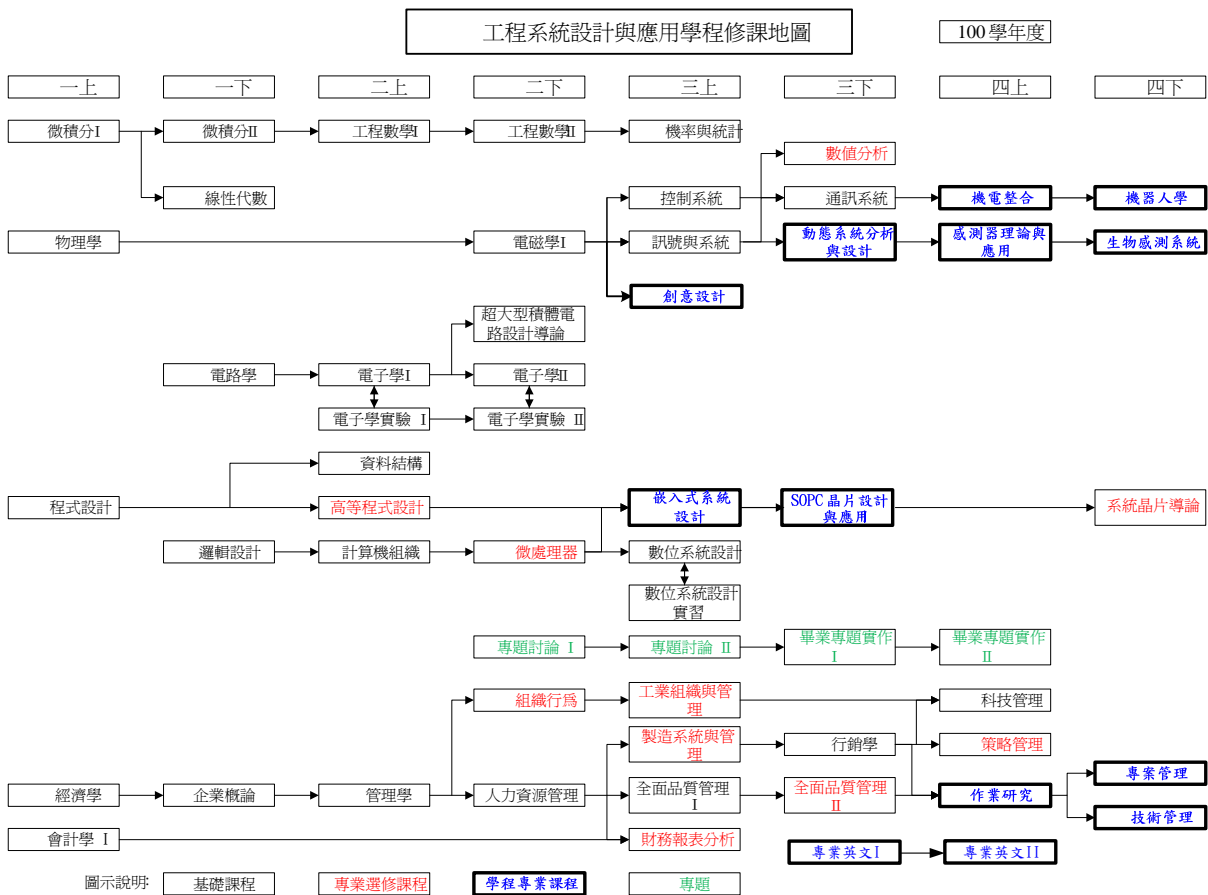 工程系統設計與應用學程修課地圖
100 學年度
一上
一下
二上
二下
三上
三下
四上
四下
微積分I
微積分II
工程數學I
工程數學II
機率與統計
數值分析
線性代數
控制系統
通訊系統
機電整合
機器人學
物理學
電磁學I
訊號與系統
動態系統分析
與設計
感測器理論與
應用
生物感測系統
創意設計
超大型積體電
路設計導論
電路學
電子學I
電子學II
電子學實驗 I
電子學實驗 II
資料結構
程式設計
高等程式設計
嵌入式系統
設計
SOPC 晶片設計
與應用
系統晶片導論
邏輯設計
計算機組織
微處理器
數位系統設計
數位系統設計
實習
專題討論 I
專題討論 II
畢業專題實作
I
畢業專題實作
II
組織行為
工業組織與管
理
科技管理
製造系統與管
理
行銷學
策略管理
經濟學
企業概論
管理學
人力資源管理
全面品質管理
I
全面品質管理
II
作業研究
專案管理
技術管理
會計學 I
財務報表分析
專業英文I
專業英文II
圖示說明:
基礎課程
專業選修課程
學程專業課程
專題